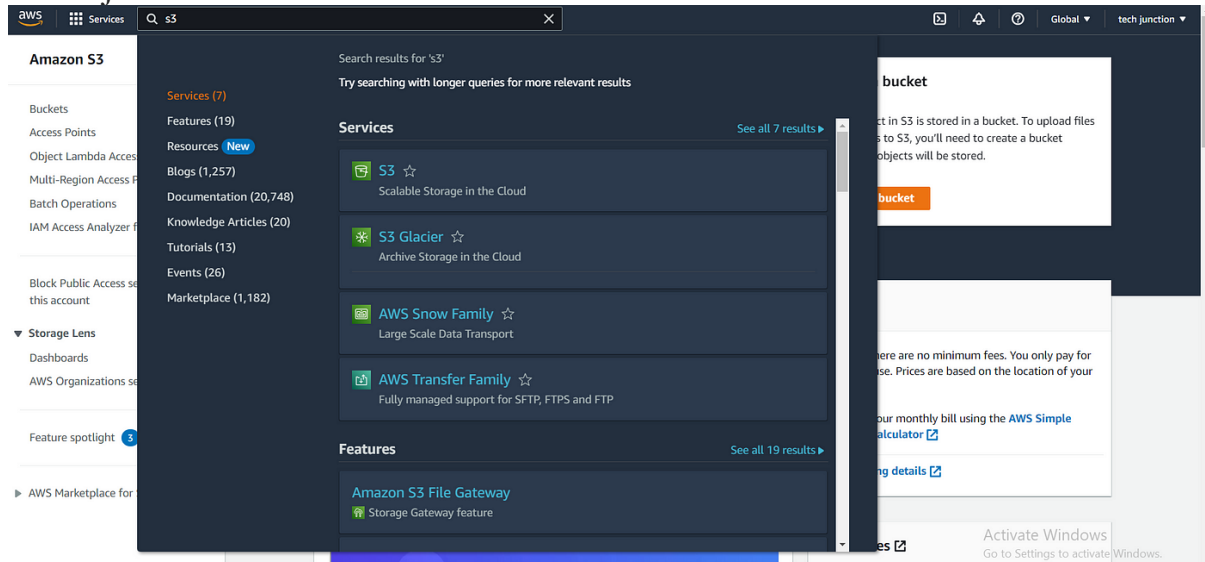 aws
Services
s3
Global
tech junction
Amazon S3
Buckets
Access Points
Object Lambda Acces
Multi-Region Access P
Batch Operations
IAM Access Analyzer f
Block Public Access se
this account
Storage Lens
Dashboards
AWS Organizations se
Feature spotlight 3
AWS Marketplace for
Services (7)
Features (19)
Resources New
Blogs (1,257)
Documentation (20,748)
Knowledge Articles (20)
Tutorials (13)
Events (26)
Marketplace (1,182)
Search results for 's3'
Try searching with longer queries for more relevant results
Services
See all 7 results
S3
Scalable Storage in the Cloud
S3 Glacier
Archive Storage in the Cloud
AWS Snow Family
Large Scale Data Transport
AWS Transfer Family
Fully managed support for SFTP, FTPS and FTP
Features
See all 19 results
Amazon S3 File Gateway
Storage Gateway feature
bucket
ct in S3 is stored in a bucket. To upload files
s to S3, you'll need to create a bucket
objects will be stored.
bucket
here are no minimum fees. You only pay for
use. Prices are based on the location of your
our monthly bill using the AWS Simple
alculator
ng details
es
Activate Windows
Go to Settings to activate Windows.